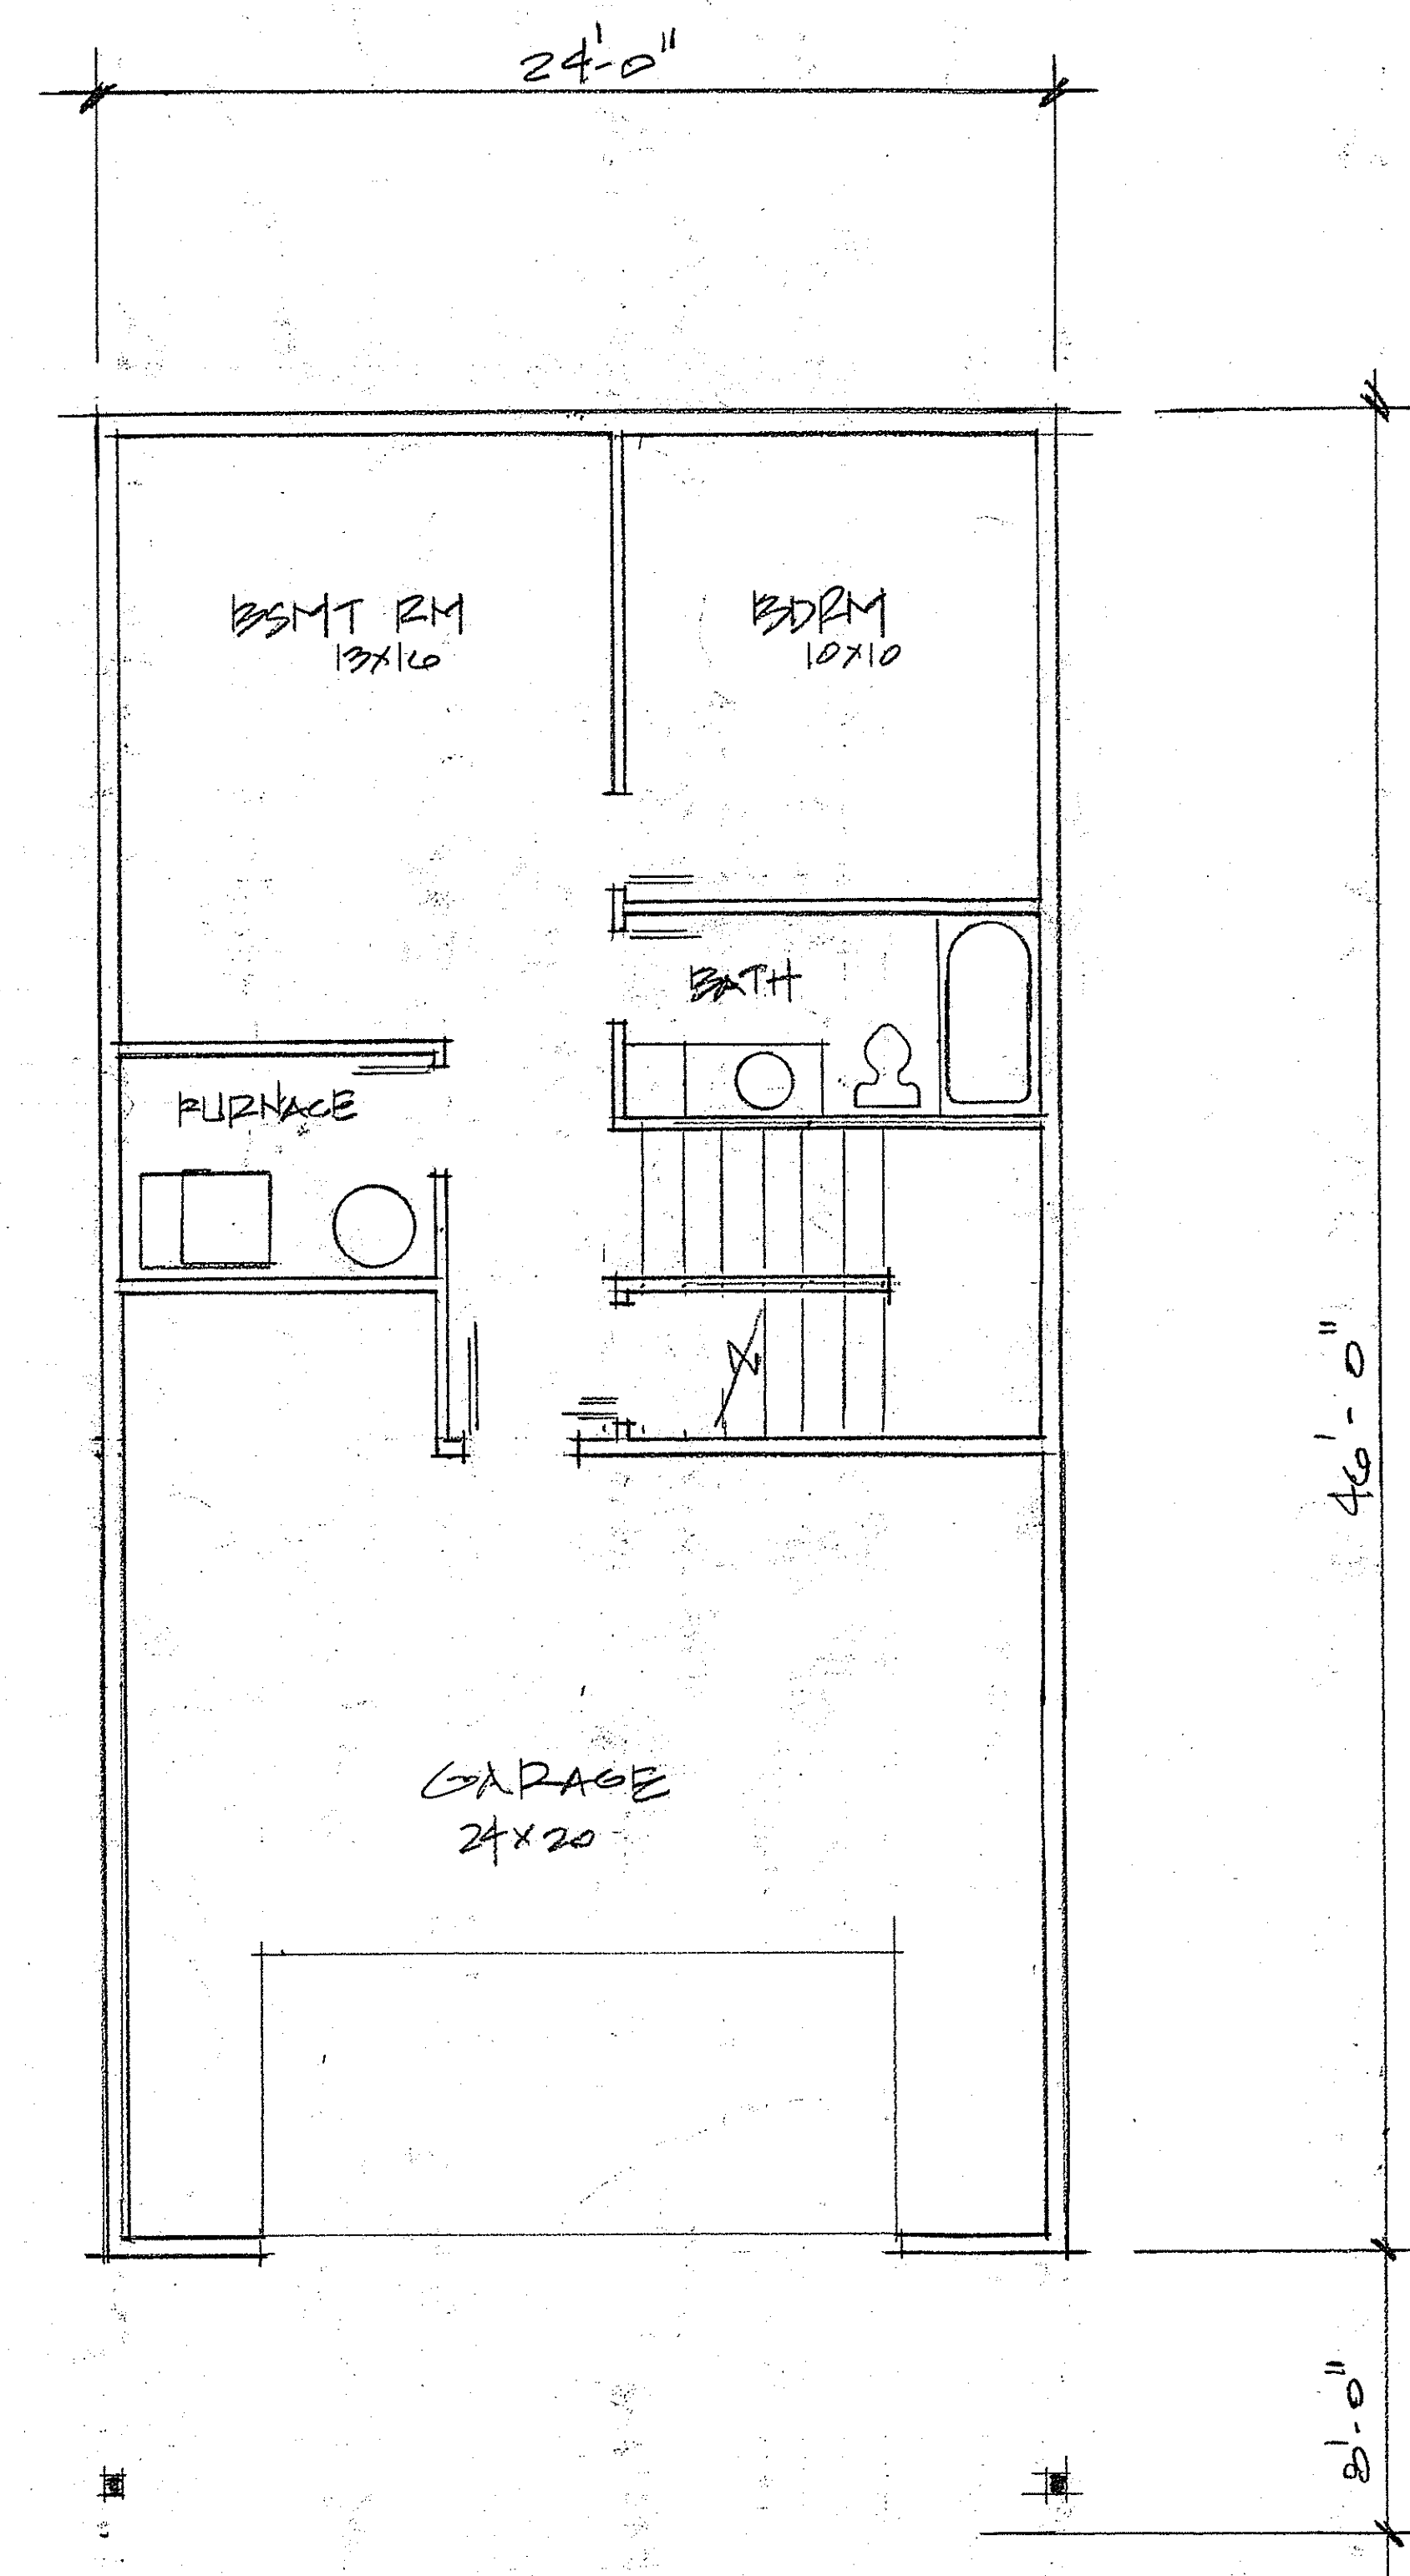 24'-0"
BSMT RM
13X16
BDRM
10X10
BATH
FURNACE
46'-0"
GARAGE
24X20
8'-0"